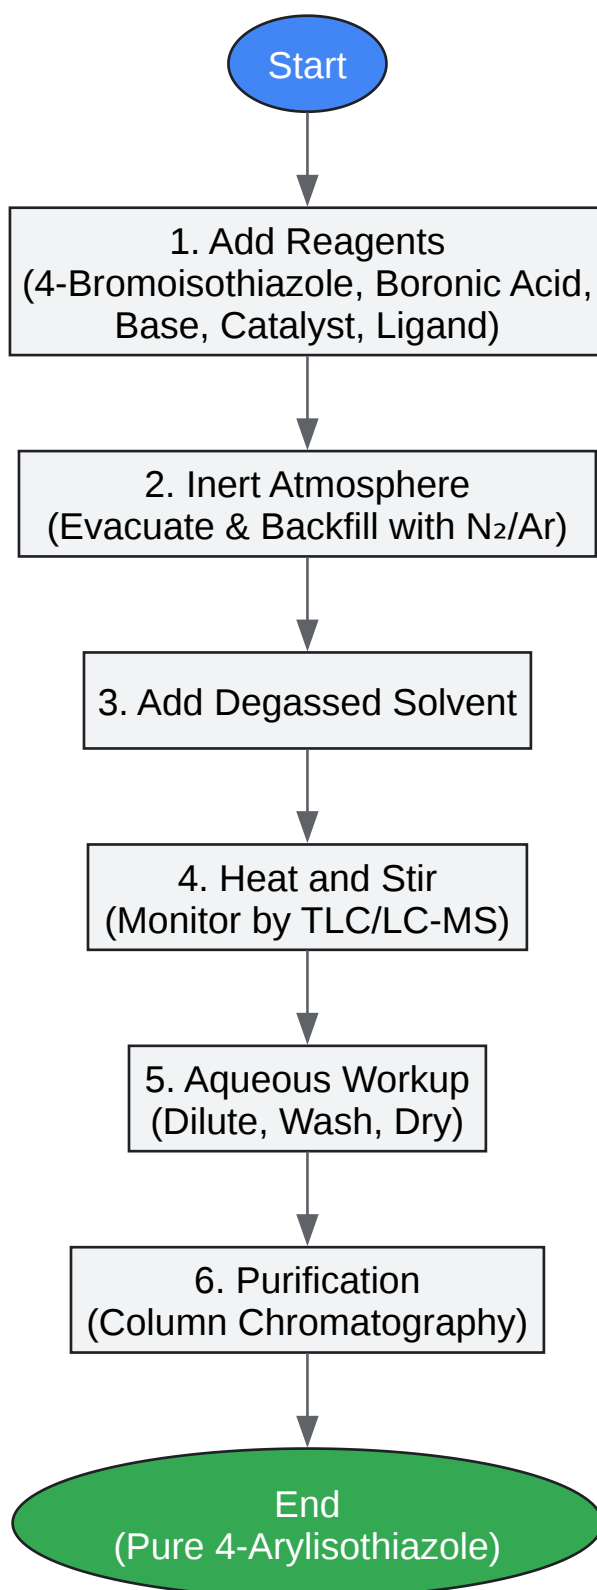 Start
1. Add Reagents
(4-Bromoisothiazole, Boronic Acid,
Base, Catalyst, Ligand)
2. Inert Atmosphere
(Evacuate & Backfill with N₂/Ar)
3. Add Degassed Solvent
4. Heat and Stir
(Monitor by TLC/LC-MS)
5. Aqueous Workup
(Dilute, Wash, Dry)
6. Purification
(Column Chromatography)
End
(Pure 4-Arylisothiazole)